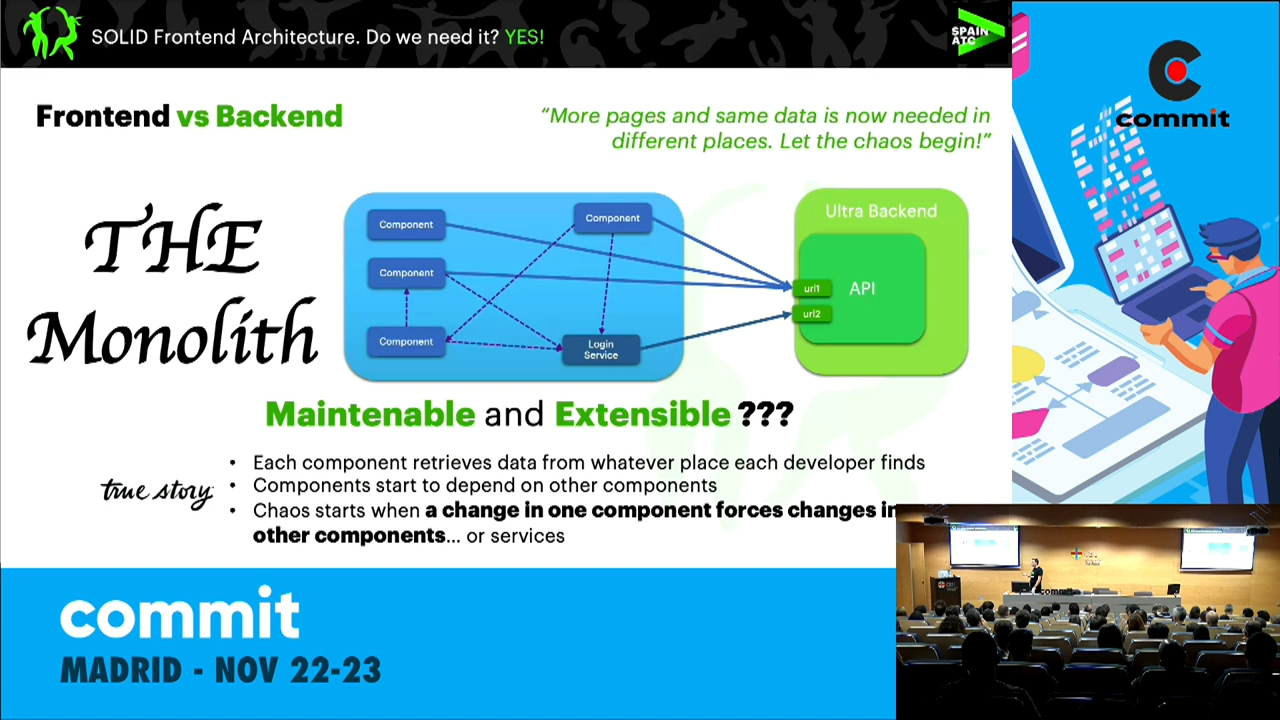 SOLID Frontend Architecture. Do we need it? YES!
SPAIN
ATC
commit
Frontend vs Backend
“More pages and same data is now needed in
different places. Let the chaos begin!”
THE
Monolith
Component
Component
Component
Component
Login
Service
Ultra Backend
API
url1
url2
Maintenable and Extensible ???
true story
• Each component retrieves data from whatever place each developer finds
• Components start to depend on other components
• Chaos starts when a change in one component forces changes in
other components... or services
commit
MADRID - NOV 22-23
commit